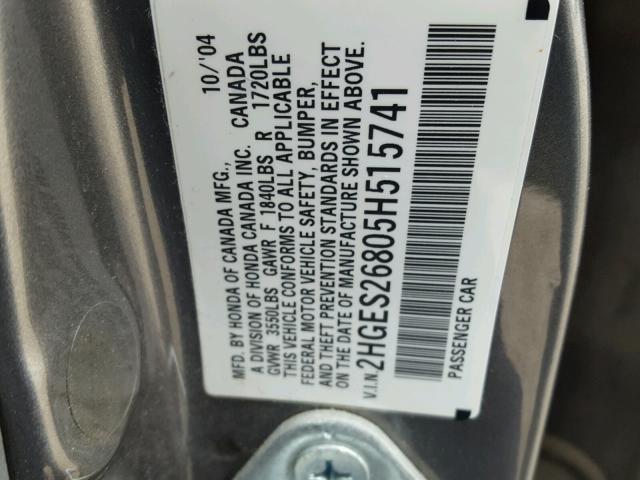 MFD. BY HONDA OF CANADA MFG., 10/'04
A DIVISION OF HONDA CANADA INC. CANADA
GVWR 3550LBS GAWR F 1840LBS R 1720LBS
THIS VEHICLE CONFORMS TO ALL APPLICABLE
FEDERAL MOTOR VEHICLE SAFETY, BUMPER,
AND THEFT PREVENTION STANDARDS IN EFFECT
ON THE DATE OF MANUFACTURE SHOWN ABOVE.
V.I.N. 2HGES26805H515741
PASSENGER CAR